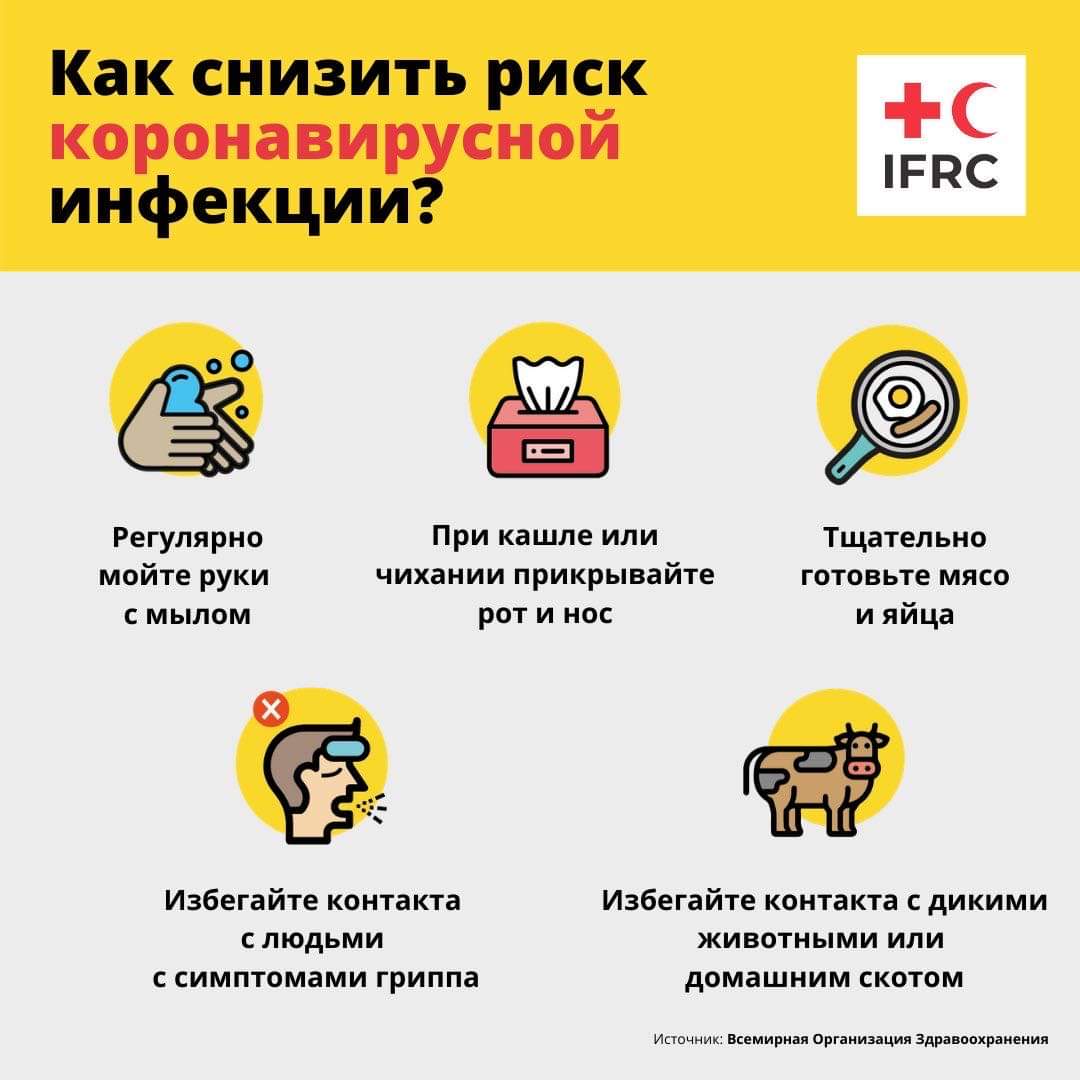 Как снизить риск
коронавирусной
инфекции?
IFRC
Регулярно
мойте руки
с мылом
При кашле или
чихании прикрывайте
рот и нос
Тщательно
готовьте мясо
и яйца
Избегайте контакта
с людьми
с симптомами гриппа
Избегайте контакта с дикими
животными или
домашним скотом
Источник: Всемирная Организация Здравоохранения